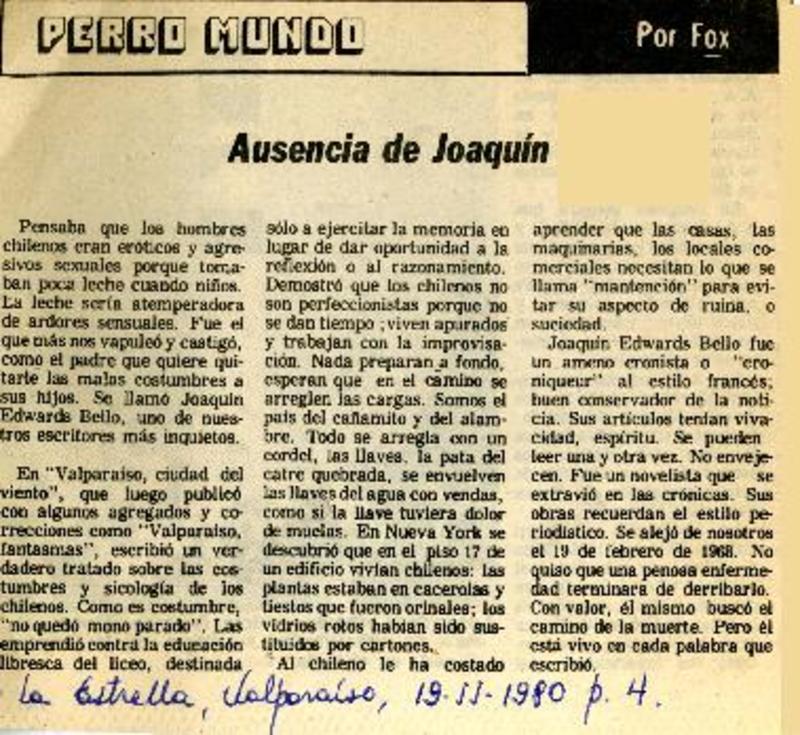 PERRO MUNDO
Por Fox
Ausencia de Joaquín
Pensaba que los hombres
chilenos eran eróticos y agre-
sivos sexuales porque toma-
ban poca leche cuando niños.
La leche sería atemperadora
de ardores sensuales. Fue el
que más nos vapuleó y castigó,
como el padre que quiere qui-
tarle las malas costumbres a
sus hijos. Se llamó Joaquín
Edwards Bello, uno de nues-
tros escritores más inquietos.
En "Valparaíso, ciudad del
viento", que luego publicó
con algunos agregados y co-
rrecciones como "Valparaíso,
fantasmas", escribió un ver-
dadero tratado sobre las cos-
tumbres y sicología de los
chilenos. Como es costumbre,
"no quedó mono parado". Las
emprendió contra la educación
libresca del liceo, destinada
sólo a ejercitar la memoria en
lugar de dar oportunidad a la
reflexión o al razonamiento.
Demostró que los chilenos no
son perfeccionistas porque no
se dan tiempo; viven apurados
y trabajan con la improvisa-
ción. Nada preparan a fondo,
esperan que en el camino se
arreglen las cargas. Somos el
país del cañamito y del alam-
bre. Todo se arregla con un
cordel, las llaves, la pata del
catre quebrada, se envuelven
las llaves del agua con vendas,
como si la llave tuviera dolor
de muelas. En Nueva York se
descubrió que en el piso 17 de
un edificio vivían chilenos: las
plantas estaban en cacerolas y
tiestos que fueron orinales; los
vidrios rotos habían sido sus-
tituidos por cartones.
Al chileno le ha costado
aprender que las casas, las
maquinarias, los locales co-
merciales necesitan lo que se
llama "mantención" para evi-
tar su aspecto de ruina, o
suciedad.
Joaquín Edwards Bello fue
un ameno cronista o "cro-
niqueur" al estilo francés;
buen conservador de la noti-
cia. Sus artículos tenían viva-
cidad, espíritu. Se pueden
leer una y otra vez. No enveje-
cen. Fue un novelista que se
extravió en las crónicas. Sus
obras recuerdan el estilo pe-
riodístico. Se alejó de nosotros
el 19 de febrero de 1968. No
quiso que una penosa enferme-
dad terminara de derribarlo.
Con valor, él mismo buscó el
camino de la muerte. Pero él
está vivo en cada palabra que
escribió.
La Estrella, Valparaíso, 19-II-1980 p. 4.